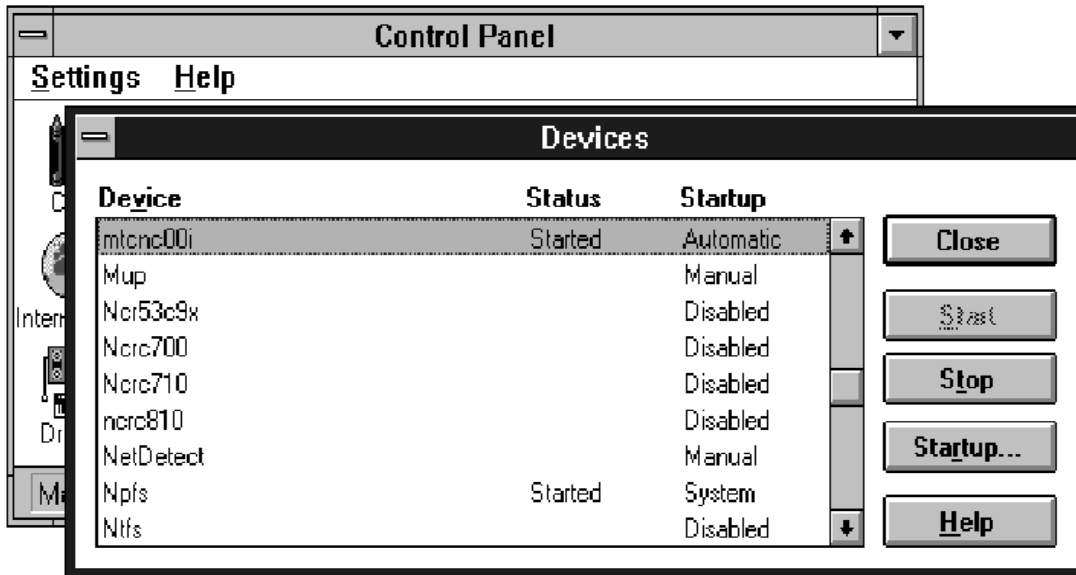 Control Panel
Settings Help
Devices
Device Status Startup
mtcnc00i Started Automatic
Close
Mup Manual
Ncr53c9x Disabled
Start
Ncrc700 Disabled
Ncrc710 Disabled
Stop
ncrc810 Disabled
NetDetect Manual
Startup...
Npfs Started System
Ntfs Disabled
Help